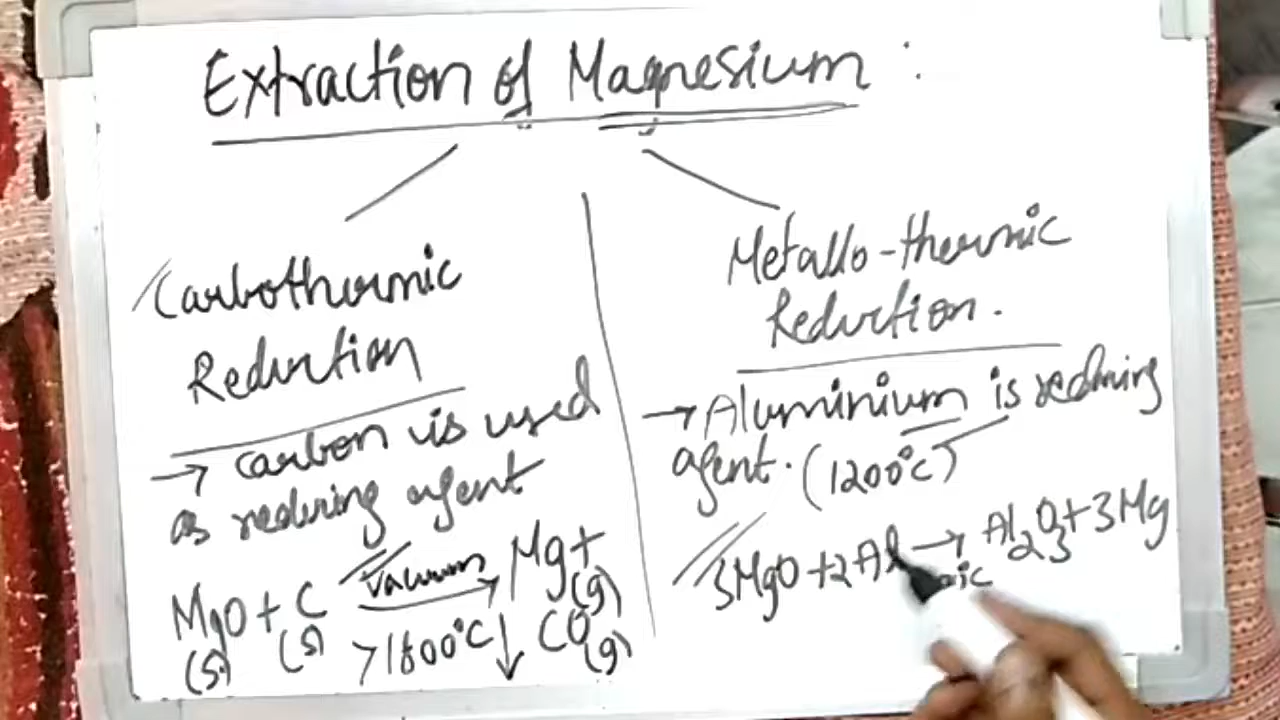 Extraction of Magnesium :
Carbothermic
Reduction
→ carbon is used
as reducing agent
MgO + C vacuum → Mg +
(s) (s) >1800°C ↓ CO (g)
(g)
Metallo-thermic
Reduction.
→ Aluminium is reducing
agent. (1200°C)
3MgO + 2Al → Al2O3 + 3Mg